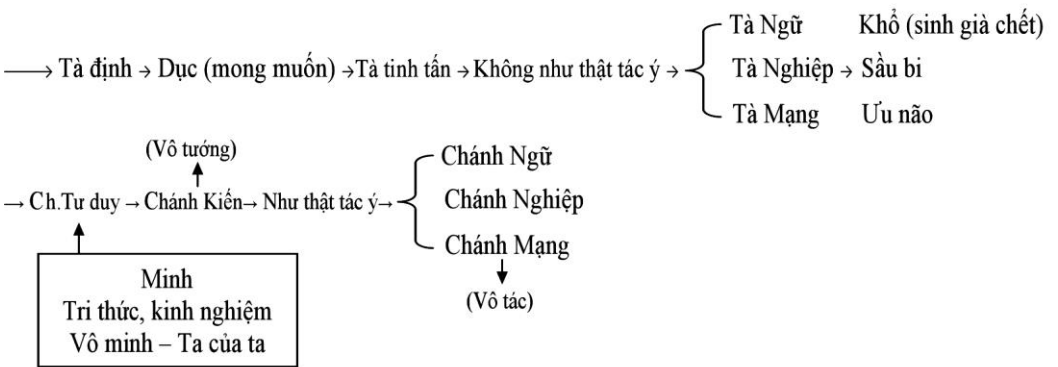 Tà Ngữ Khổ (sinh già chết)
→ Tà định → Dục (mong muốn) →Tà tinh tấn →Không như thật tác ý → Tà Nghiệp → Sầu bi
Tà Mạng Ưu não
(Vô tướng)
Chánh Ngữ
→ Ch.Tư duy → Chánh Kiến→ Như thật tác ý→ Chánh Nghiệp
Chánh Mạng
Minh
(Vô tác)
Tri thức, kinh nghiệm
Vô minh – Ta của ta